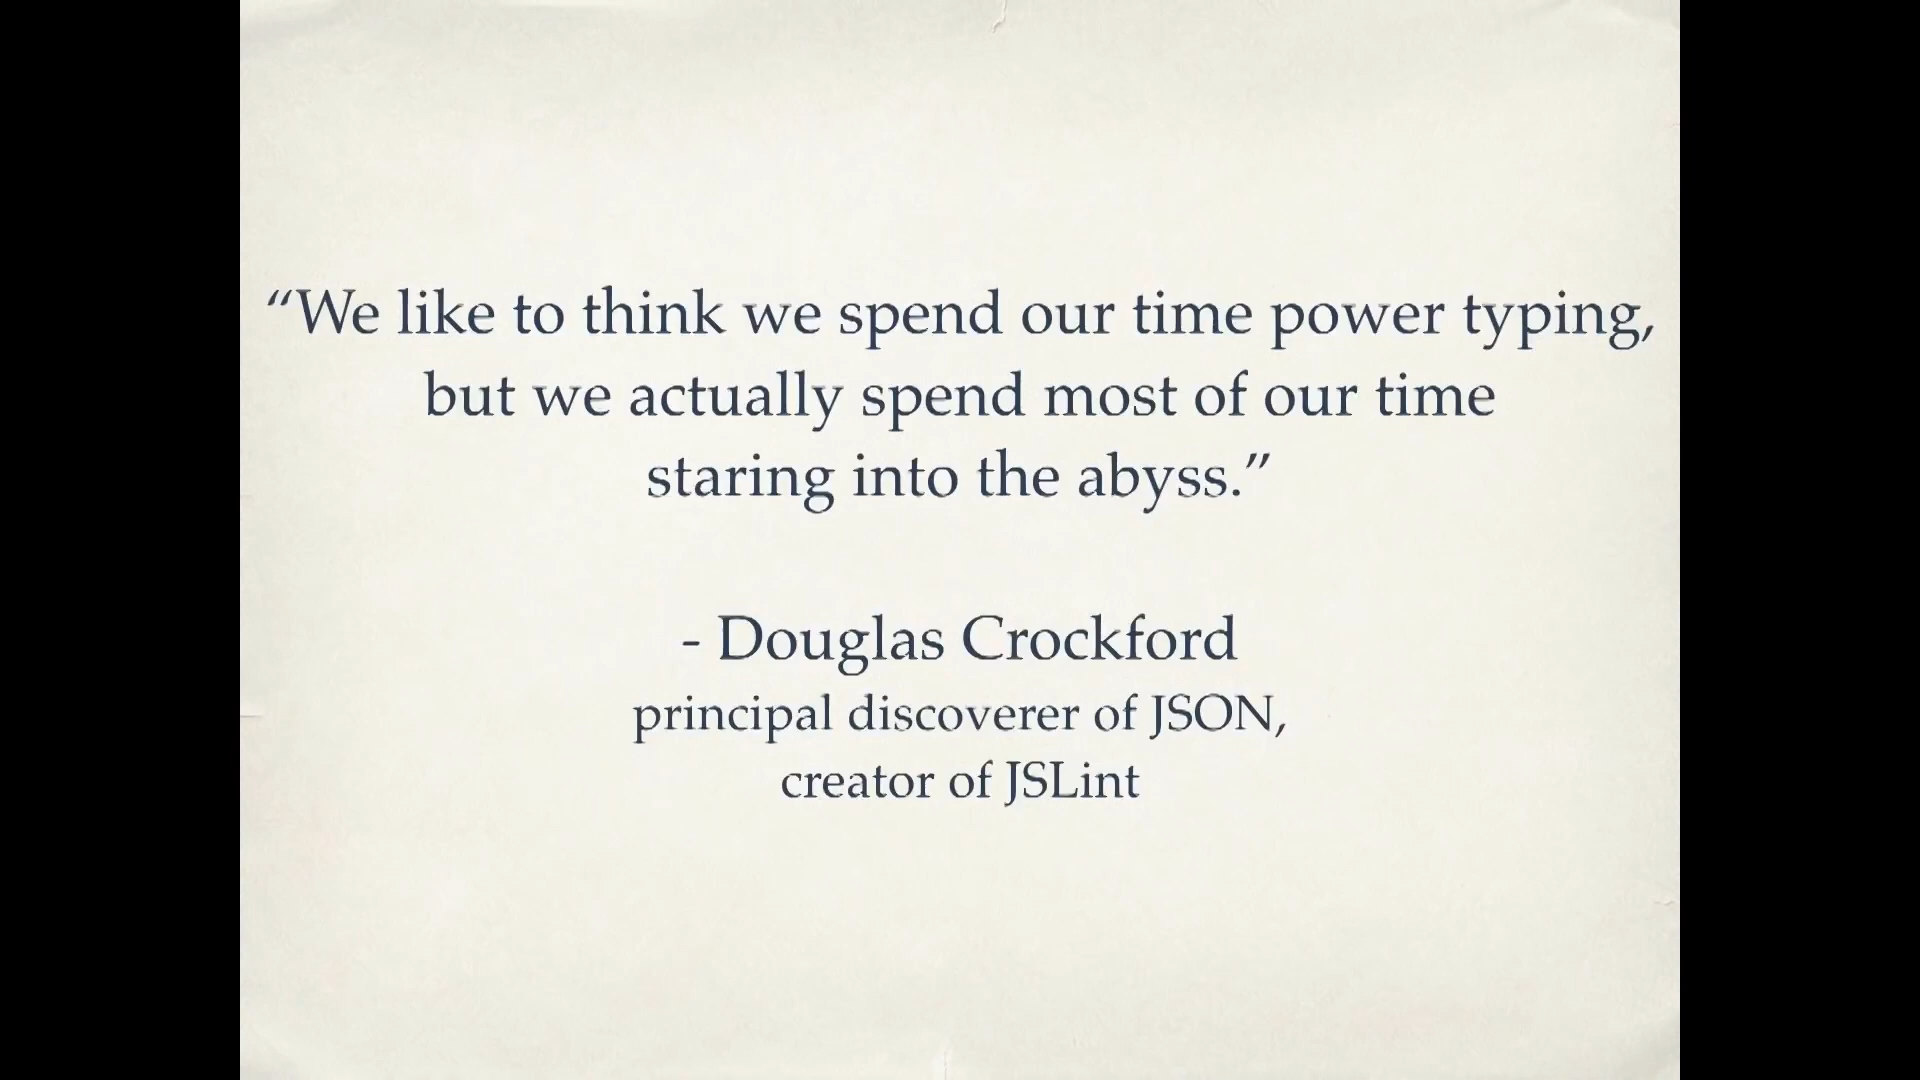 “We like to think we spend our time power typing,
but we actually spend most of our time
staring into the abyss.”
- Douglas Crockford
principal discoverer of JSON,
creator of JSLint